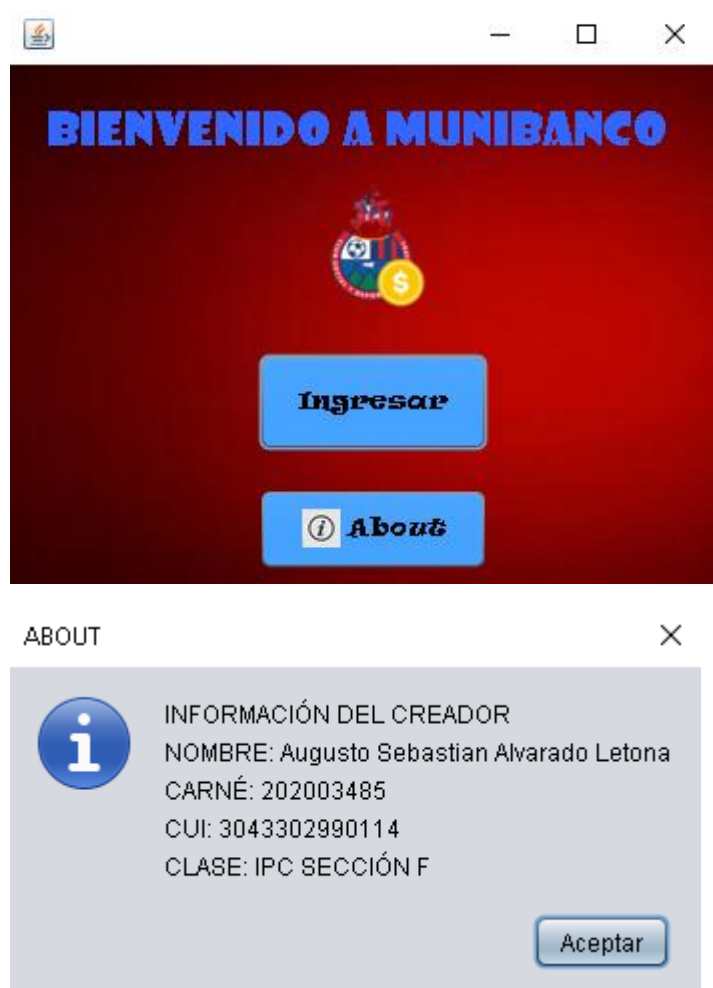 BIENVENIDO A MUNIBANCO
Ingresar
About
ABOUT
INFORMACIÓN DEL CREADOR
NOMBRE: Augusto Sebastian Alvarado Letona
CARNÉ: 202003485
CUI: 3043302990114
CLASE: IPC SECCIÓN F
Aceptar